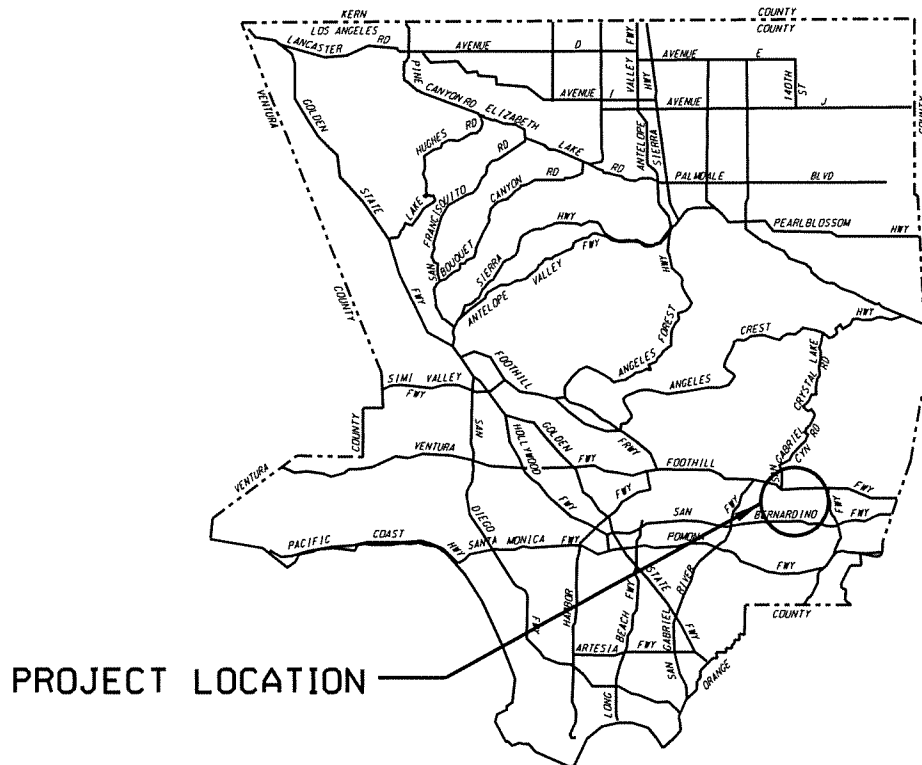 KERN COUNTY
LOS ANGELES COUNTY
LANCASTER RD
AVENUE D
FWY
AVENUE E
PINE CANYON RD
VALLEY
HWY
140TH ST
VENTURA
GOLDEN
AVENUE I
AVENUE J
COUNTY
ELIZABETH
HUGHES RD
RD
LAKE RD
ANTELOPE
SIERRA
STATE
LAKE
SAN FRANCISQUITO
CANYON RD
PALMDALE BLVD
BOUQUET
SIERRA HWY
PEARLBLOSSOM HWY
FWY
ANTELOPE VALLEY FWY
HWY
COUNTY
ANGELES FOREST
CREST
HWY
SIMI VALLEY FWY
FOOTHILL
ANGELES
CRYSTAL LAKE RD
COUNTY
SAN
HOLLYWOOD
GOLDEN
FRWY
SAN GABRIEL CYN RD
VENTURA
VENTURA FWY
FOOTHILL FWY
FWY
FWY
FWY
FWY
SAN BERNARDINO FWY
PACIFIC COAST HWY
DIEGO
SANTA MONICA FWY
POMONA FWY
STATE
RIVER
FWY
HARBOR
BEACH
FWY
FWY
COUNTY
ARTESIA FWY
SAN GABRIEL
ORANGE
LONG
PROJECT LOCATION